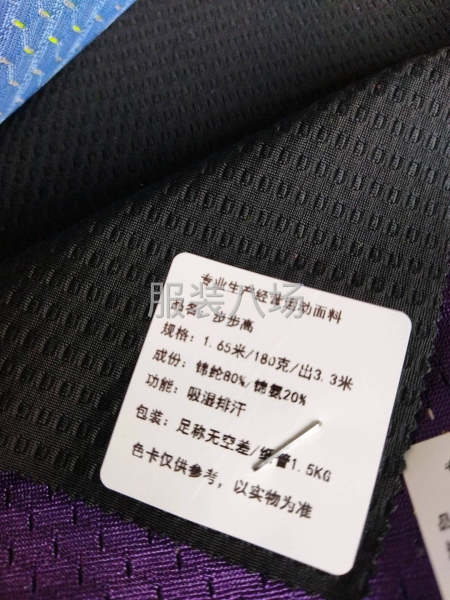 专业生产经营运动面料
品名：步步高
服装八场
规格：1.65米/180克/出3.3米
成份：锦纶80%/锦氨20%
功能：吸湿排汗
包装：足称无空差/纸管1.5KG
色卡仅供参考，以实物为准